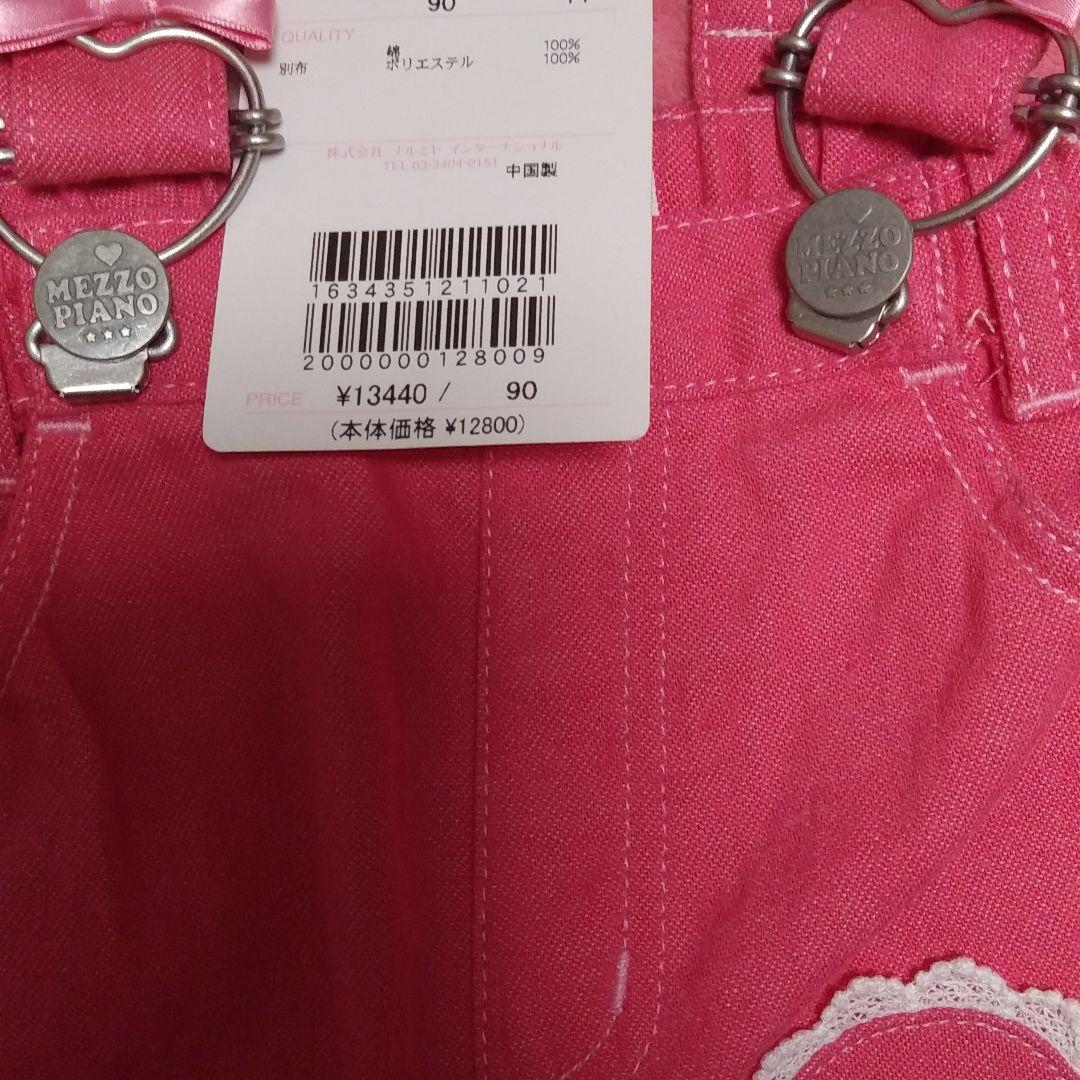 90
QUALITY
綿 100%
別布 ポリエステル 100%
株式会社 ナルミヤ インターナショナル
TEL 03-3404-0151
中国製
1634351211021
2000000128009
PRICE ¥13440 / 90
(本体価格 ¥12800)
MEZZO
PIANO
MEZZO
PIANO